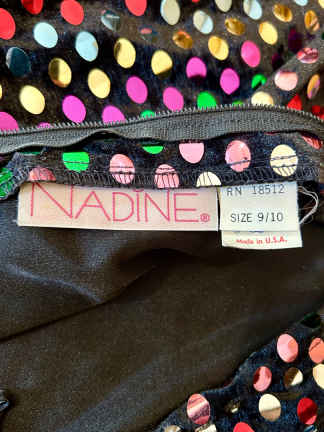 NADINE®
RN 18512
SIZE 9/10
Made in U.S.A.